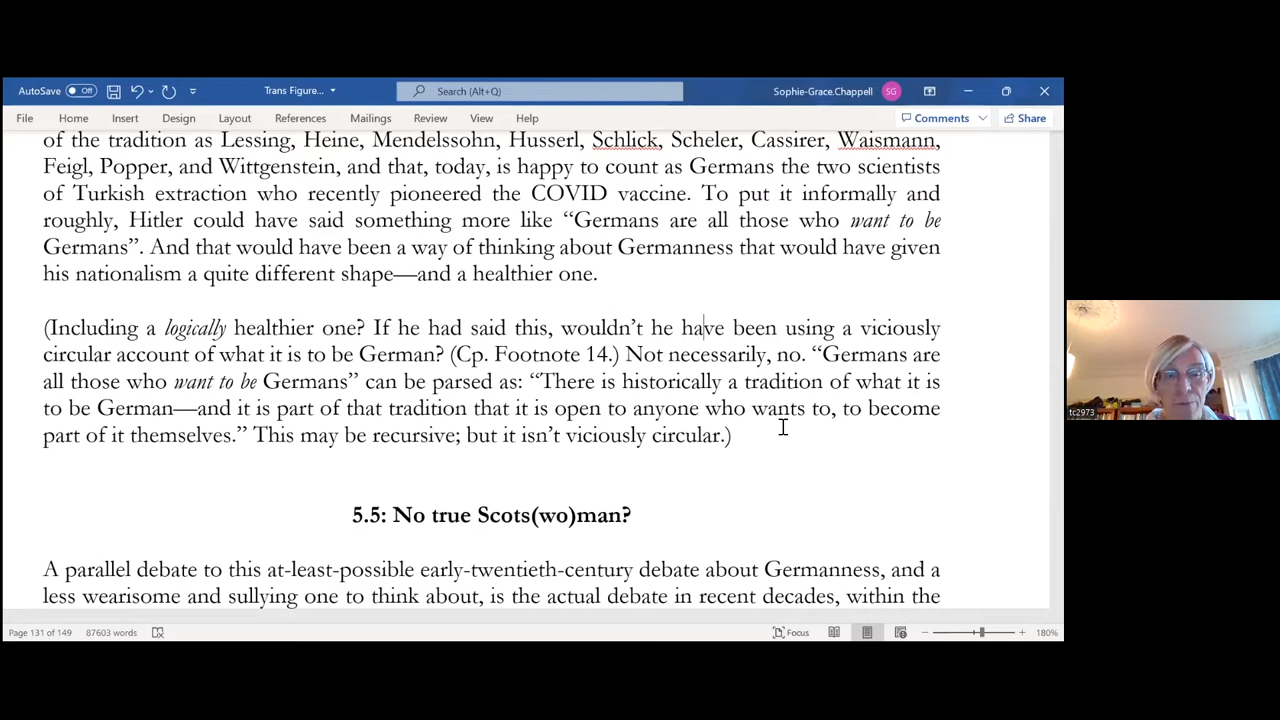 AutoSave Off Trans Figure... Search (Alt+Q) Sophie-Grace.Chappell SG
File Home Insert Design Layout References Mailings Review View Help Comments Share
of the tradition as Lessing, Heine, Mendelssohn, Husserl, Schlick, Scheler, Cassirer, Waismann,
Feigl, Popper, and Wittgenstein, and that, today, is happy to count as Germans the two scientists
of Turkish extraction who recently pioneered the COVID vaccine. To put it informally and
roughly, Hitler could have said something more like “Germans are all those who want to be
Germans”. And that would have been a way of thinking about Germanness that would have given
his nationalism a quite different shape—and a healthier one.
(Including a logically healthier one? If he had said this, wouldn’t he have been using a viciously
circular account of what it is to be German? (Cp. Footnote 14.) Not necessarily, no. “Germans are
all those who want to be Germans” can be parsed as: “There is historically a tradition of what it is
to be German—and it is part of that tradition that it is open to anyone who wants to, to become
part of it themselves.” This may be recursive; but it isn’t viciously circular.)
5.5: No true Scots(wo)man?
A parallel debate to this at-least-possible early-twentieth-century debate about Germanness, and a
less wearisome and sullying one to think about, is the actual debate in recent decades, within the
Page 131 of 149 87603 words Focus 180%
tc2973